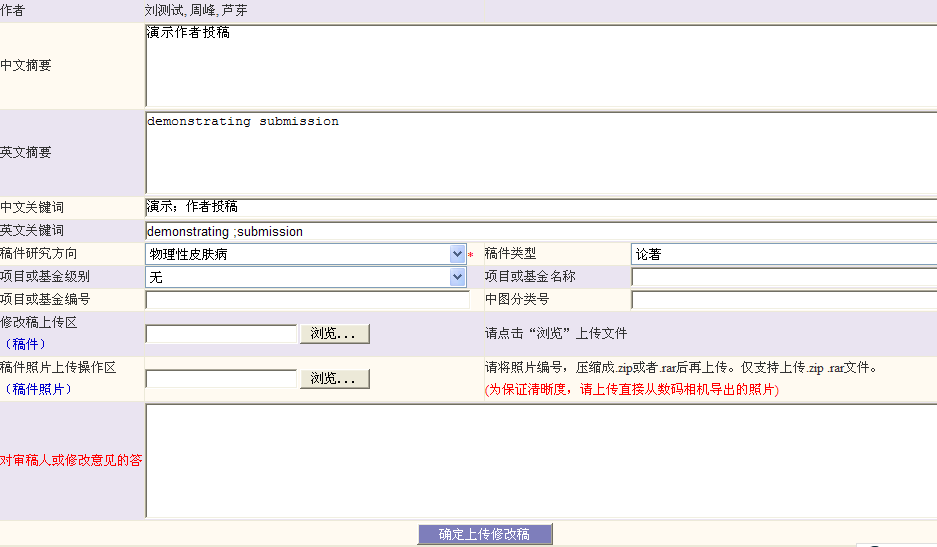 作者 刘测试, 周峰, 芦芽
中文摘要 演示作者投稿
英文摘要 demonstrating submission
中文关键词 演示；作者投稿
英文关键词 demonstrating ;submission
稿件研究方向 物理性皮肤病 * 稿件类型 论著
项目或基金级别 无 项目或基金名称
项目或基金编号 中图分类号
修改稿上传区
（稿件） 浏览... 请点击“浏览”上传文件
稿件照片上传操作区
（稿件照片） 浏览... 请将照片编号，压缩成.zip或者.rar后再上传。仅支持上传.zip .rar文件。
(为保证清晰度，请上传直接从数码相机导出的照片)
对审稿人或修改意见的答
确定上传修改稿